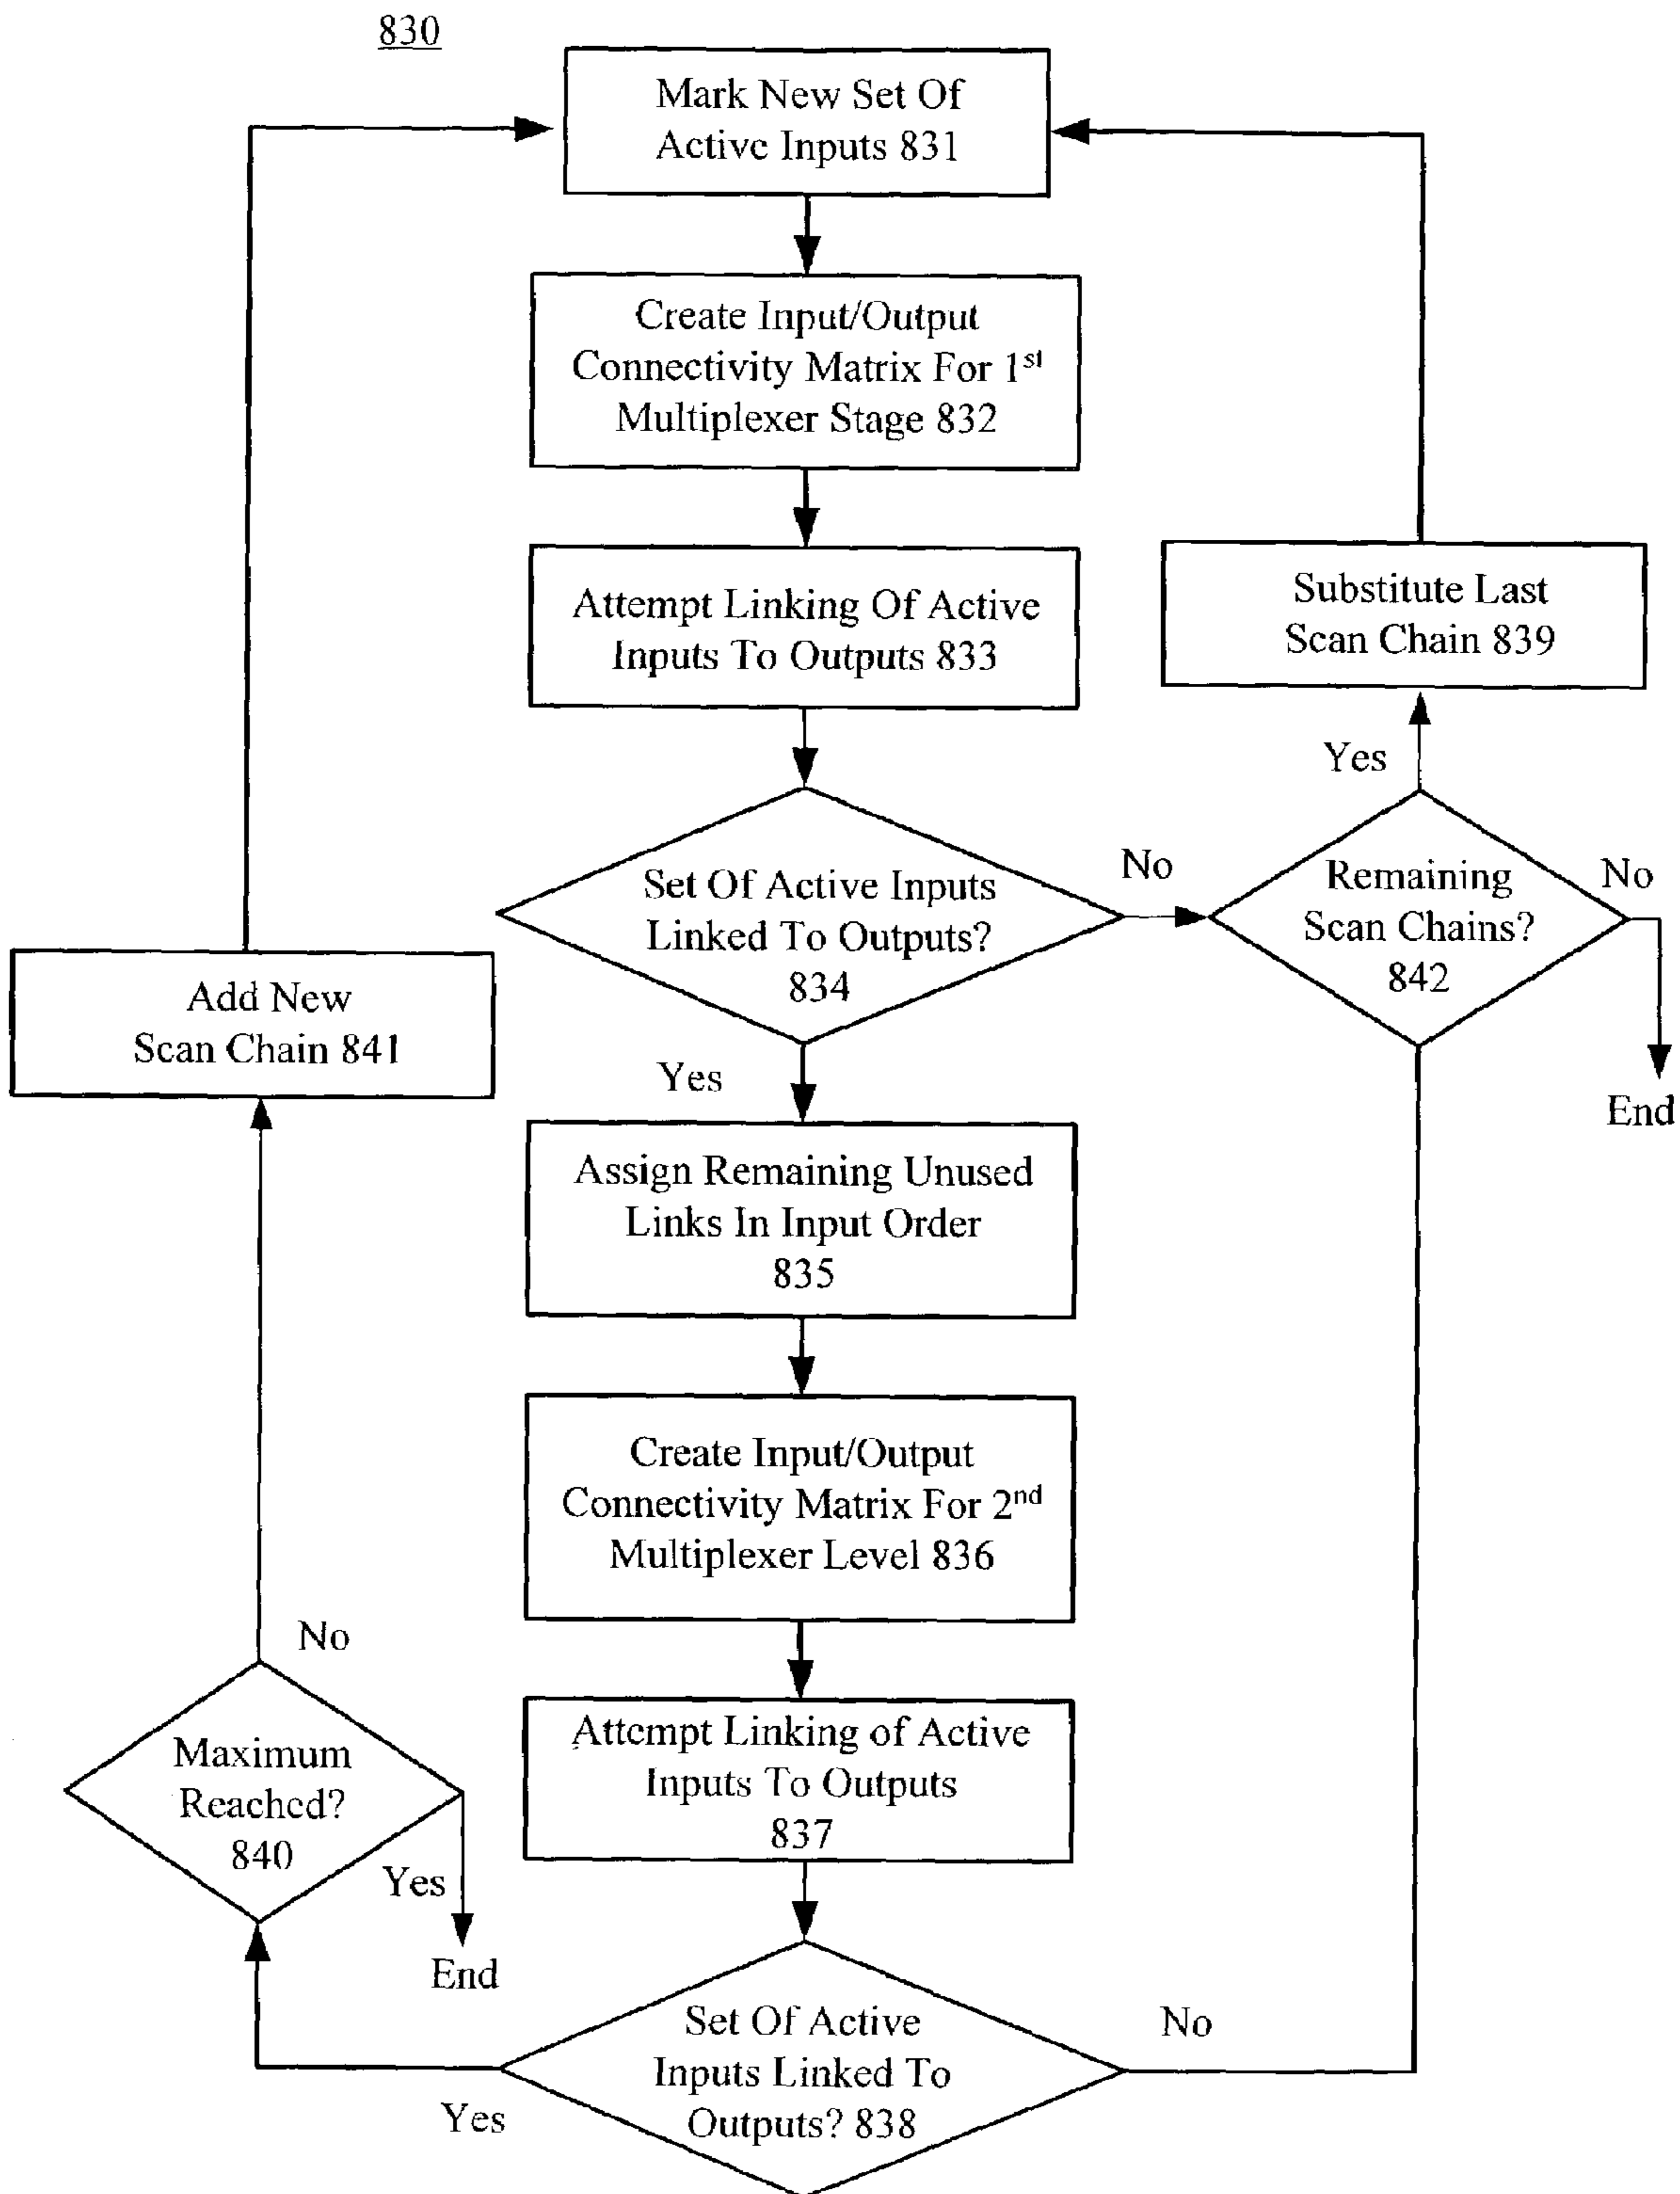 830
Mark New Set Of
Active Inputs 831
Create Input/Output
Connectivity Matrix For 1st
Multiplexer Stage 832
Attempt Linking Of Active
Inputs To Outputs 833
Substitute Last
Scan Chain 839
Yes
Set Of Active Inputs
Linked To Outputs?
834
No
Remaining
Scan Chains?
842
No
End
Add New
Scan Chain 841
Yes
Assign Remaining Unused
Links In Input Order
835
Create Input/Output
Connectivity Matrix For 2nd
Multiplexer Level 836
No
Attempt Linking of Active
Inputs To Outputs
837
Maximum
Reached?
840
Yes
End
Set Of Active
Inputs Linked To
Outputs? 838
No
Yes